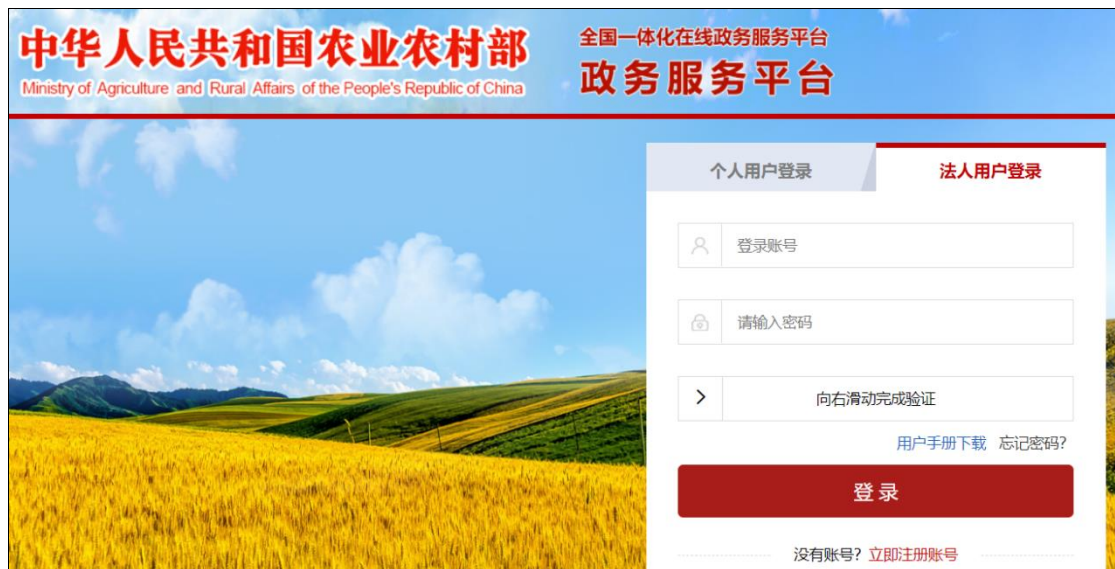 中华人民共和国农业农村部
Ministry of Agriculture and Rural Affairs of the People's Republic of China
全国一体化在线政务服务平台
政务服务平台
个人用户登录
法人用户登录
登录账号
请输入密码
向右滑动完成验证
用户手册下载 忘记密码?
登录
没有账号? 立即注册账号